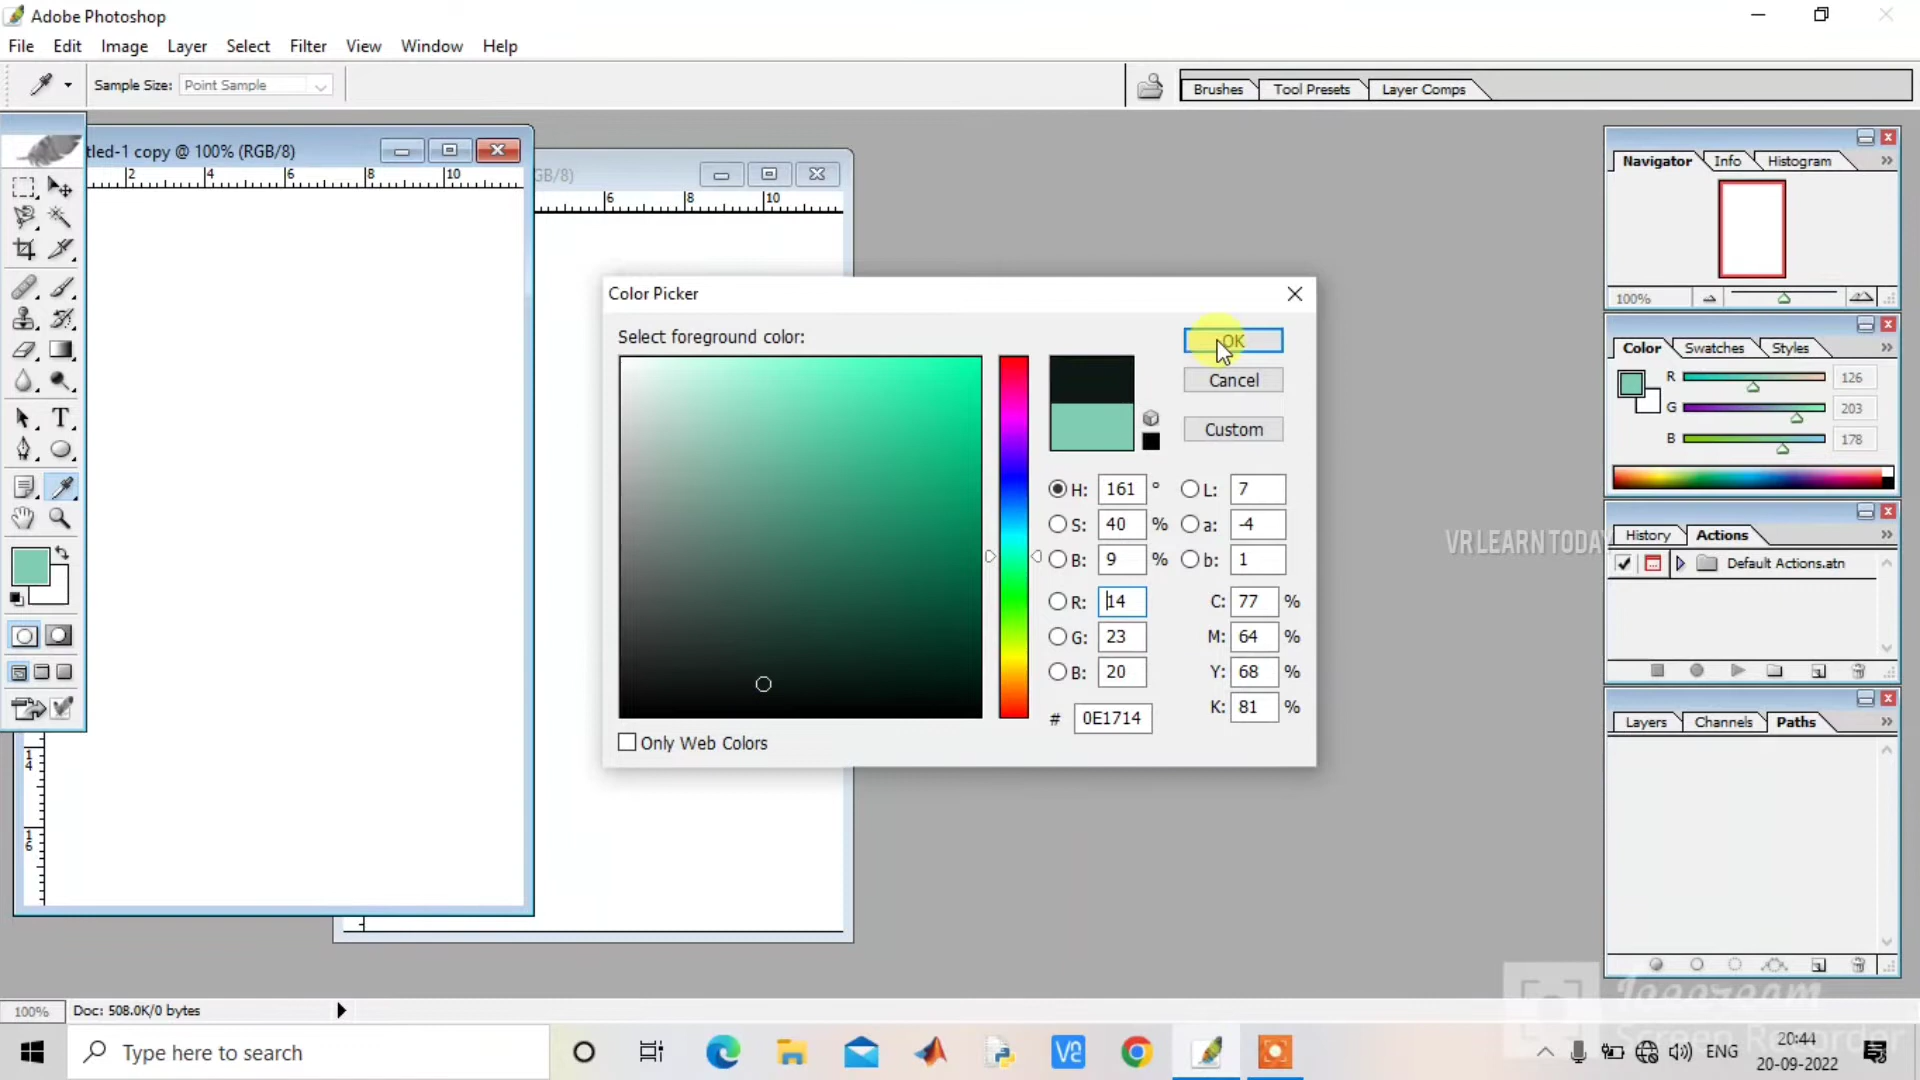 Adobe Photoshop
File Edit Image Layer Select Filter View Window Help
Sample Size: Point Sample
Brushes Tool Presets Layer Comps
tled-1 copy @ 100% (RGB/8)
2 4 6 8 10
GB/8)
6 8 10
14
16
Color Picker
Select foreground color:
OK
Cancel
Custom
H: 161 °
S: 40 %
B: 9 %
R: 14
G: 23
B: 20
# 0E1714
L: 7
a: -4
b: 1
C: 77 %
M: 64 %
Y: 68 %
K: 81 %
Only Web Colors
Navigator Info Histogram
100%
Color Swatches Styles
R 126
G 203
B 178
VR LEARN TODAY
History Actions
Default Actions.atn
Layers Channels Paths
100% Doc: 508.0K/0 bytes
Icecream
Screen Recorder
Type here to search
ENG
20:44
20-09-2022